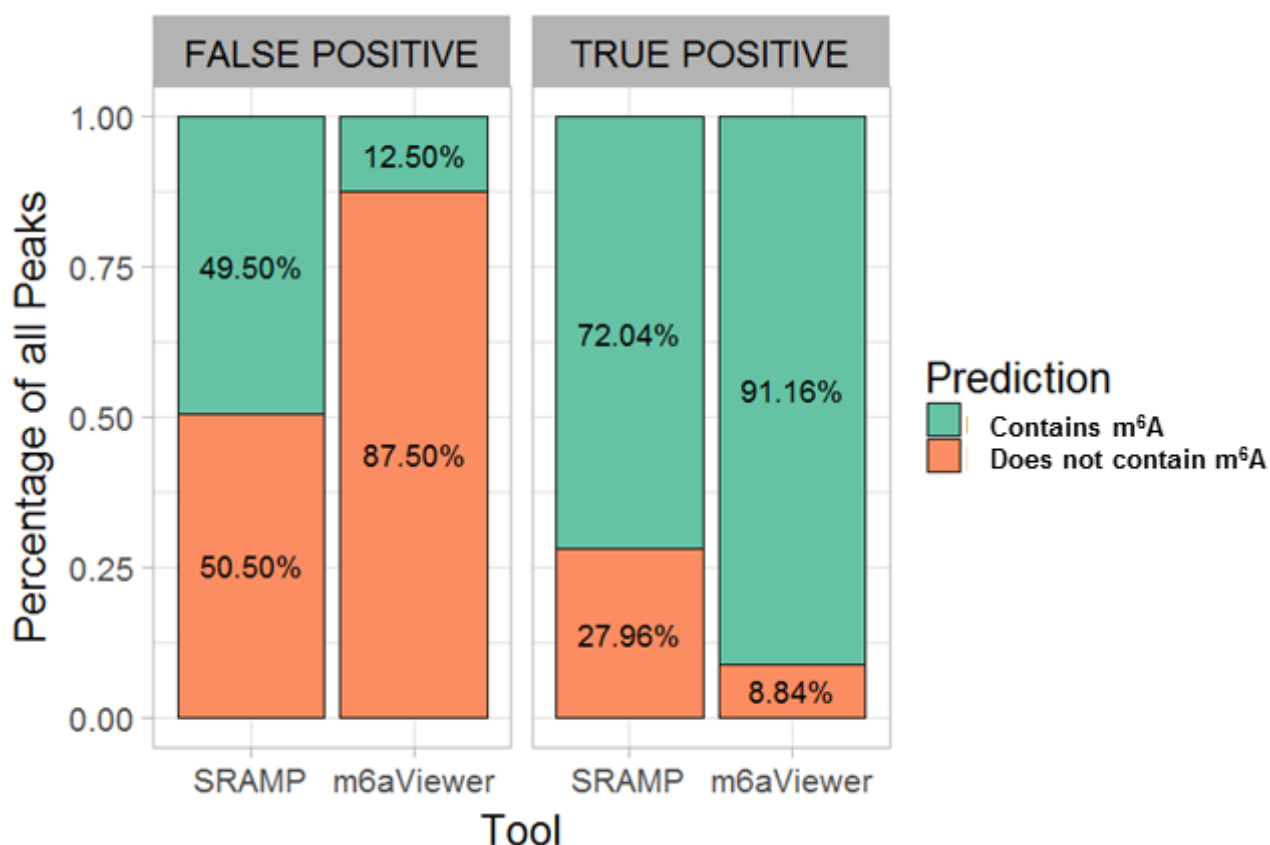 FALSE POSITIVE
TRUE POSITIVE
Percentage of all Peaks
1.00
0.75
0.50
0.25
0.00
49.50%
50.50%
12.50%
87.50%
72.04%
27.96%
91.16%
8.84%
SRAMP
m6aViewer
SRAMP
m6aViewer
Tool
Prediction
Contains m⁶A
Does not contain m⁶A